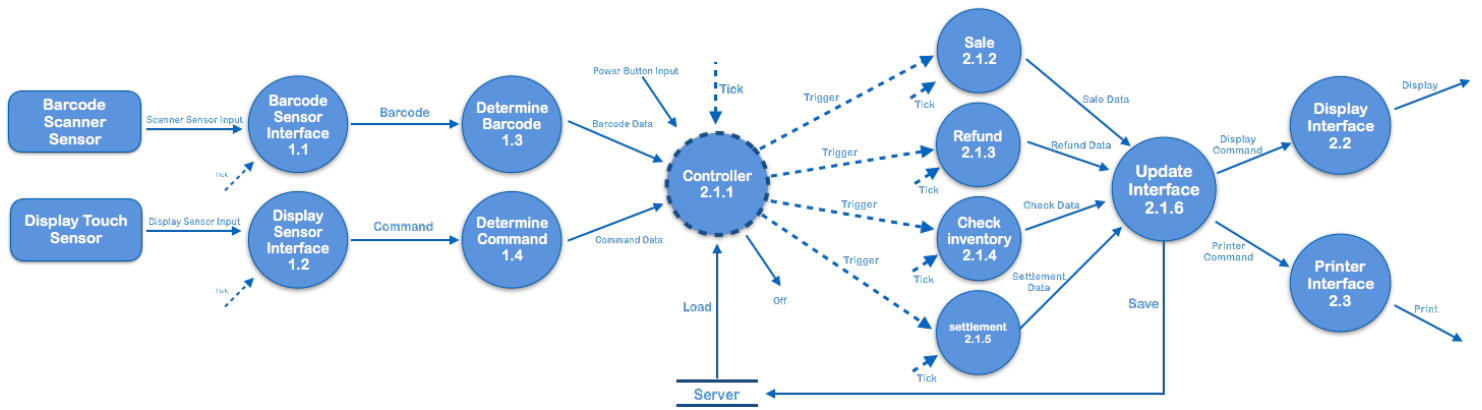 Barcode
Scanner
Sensor
Scanner Sensor Input
Barcode
Sensor
Interface
1.1
Tick
Barcode
Determine
Barcode
1.3
Barcode Data
Display Touch
Sensor
Display Sensor Input
Display
Sensor
Interface
1.2
Tick
Command
Determine
Command
1.4
Command Data
Power Button Input
Tick
Controller
2.1.1
Off
Load
Server
Trigger
Trigger
Trigger
Trigger
Sale
2.1.2
Tick
Sale Data
Refund
2.1.3
Tick
Refund Data
Check
inventory
2.1.4
Tick
Check Data
settlement
2.1.5
Tick
Settlement
Data
Update
Interface
2.1.6
Save
Display
Command
Display
Interface
2.2
Display
Printer
Command
Printer
Interface
2.3
Print